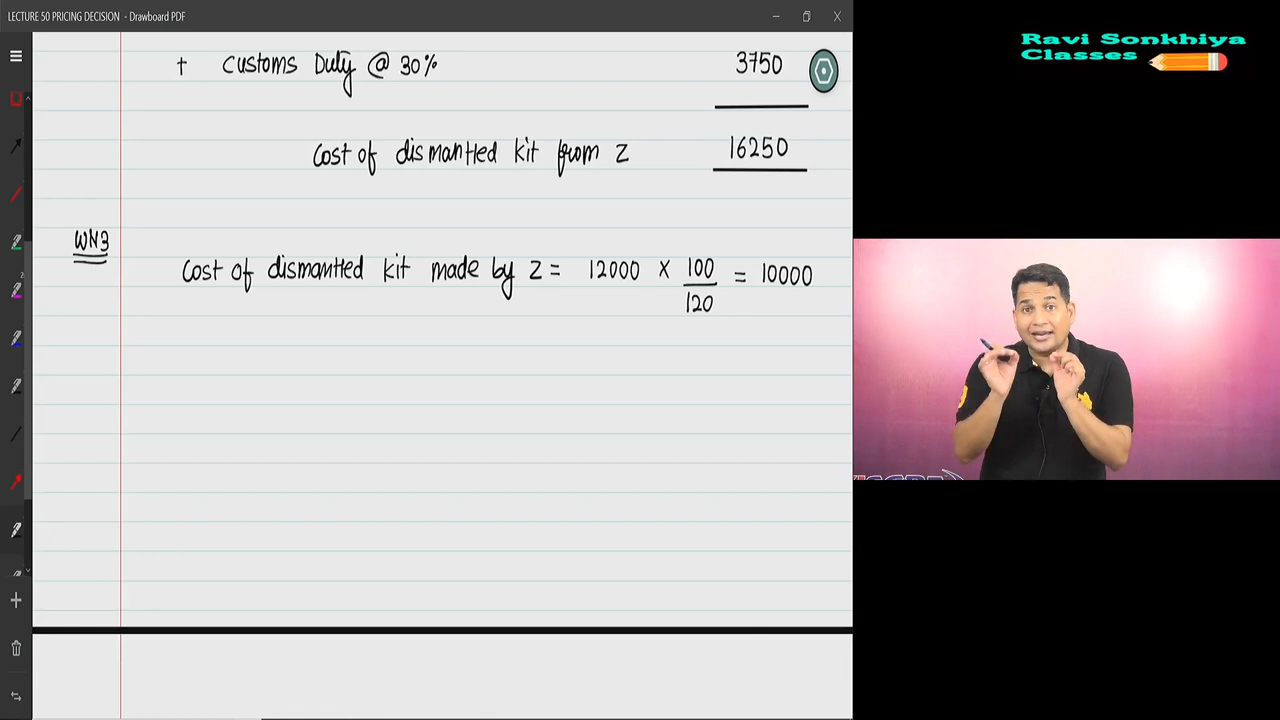 LECTURE 50 PRICING DECISION - Drawboard PDF
Ravi Sonkhiya
Classes
+ Customs Duty @ 30% 3750
Cost of dismantled kit from Z 16250
WN3
Cost of dismantled kit made by Z = 12000 x 100/120 = 10000